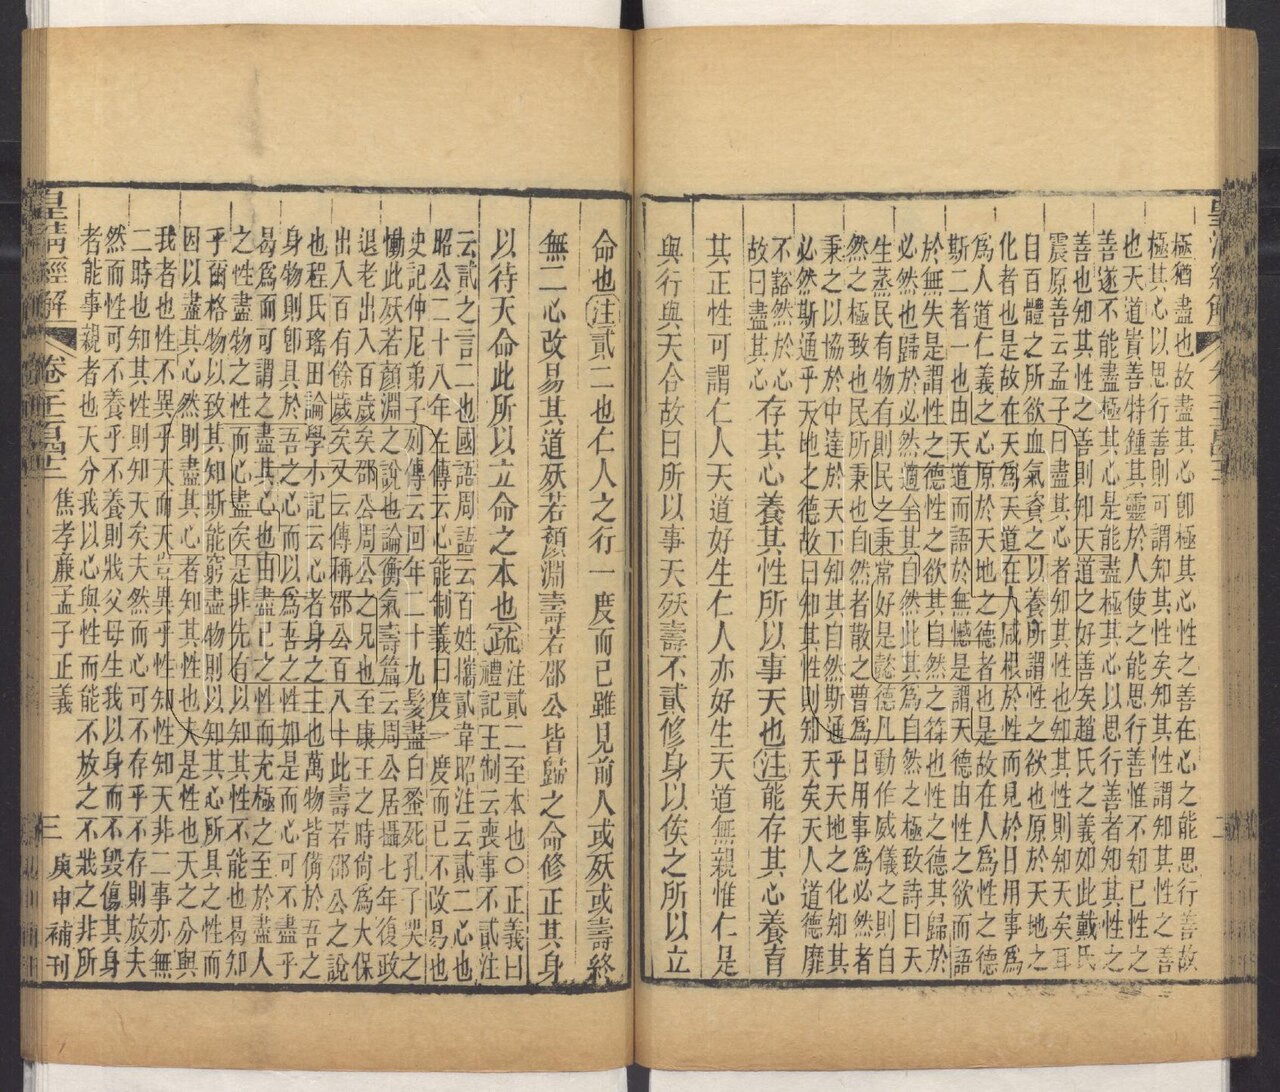 極猶盡也故盡其心卽極其心性之善在心之能思行善故
極其心以思行善則可謂知其性矣知其性謂知其性之善
也天道貴善特鍾其靈於人使之能思行善惟不知己性之
善遂不能盡極其心是能盡極其心以思行善者知其性之
善也知其性之善則知天道之好善矣趙氏之義如此戴氏
震原善云孟子曰盡其心者知其性也知其性則知天矣耳
目百體之所欲血氣資之以養所謂性之欲也原於天地之
化者也是故在天爲天道在人咸根於性而見於日用事爲
爲人道仁義之心原於天地之德者也是故在人爲性之德
斯二者一也由天道而語於無憾是謂天德由性之欲而語
於無失是謂性之德性之欲其自然之符也性之德其歸於
必然也歸於必然適全其自然此其爲自然之極致詩曰天
生蒸民有物有則民之秉常好是懿德凡動作威儀之則自
然之極致也民所秉也自然者散之曹爲日用事爲必然者
秉之以協於中達於天下知其自然斯通乎天地之化知其
必然斯通乎天地之德故曰知其性則知天矣天人道德靡
不豁然於心
故曰盡其心
存其心養其性所以事天也注能存其心養育
其正性可謂仁人天道好生仁人亦好生天道無親惟仁是
與行與天合故曰所以事天殀壽不貳修身以俟之所以立
命也注貳二也仁人之行一度而已雖見前人或殀或壽終
無二心改易其道殀若顏淵壽若邵公皆歸之命修正其身
以待天命此所以立命之本也疏
注貳二至本也○正義曰
禮記王制云喪事不貳注
云貳之言二也國語周語云百姓攜貳韋昭注云貳二心也
昭公二十八年左傳云心能制義曰度一度而已不改易也
史記仲尼弟子列傳云回年二十九髮盡白蚤死孔子哭之
慟此殀若顏淵之說也論衡氣壽篇云周公居攝七年復政
退老出入百歲矣邵公周公之兄也至康王之時尙爲大保
出入百有餘歲矣又云傳稱邵公百八十此壽若邵公之說
也程氏瑤田論學小記云心者身之主也萬物皆備於吾之
身物則卽具於吾之心而以爲吾之性如是而心可不盡乎
曷爲而可謂之盡其心也由盡己之性而充極之至於盡人
之性盡物之性而心盡矣是非先有以知其性不能也曷知
乎爾格物以致其知斯能窮盡物則以知其心所具之性而
因以盡其心然則盡其心者知其性也夫是性也天之分與
我者也性不異乎天而天豈異乎性知性知天非二事亦無
二時也知其性則知天矣夫然而心可不存乎不存則放夫
然而性可不養乎不養則戕父母生我以身而不毀傷其身
者能事親者也天分我以心與性而能不放之不戕之非所
皇清經解
焦孝廉孟子正義
三
庚申補刊